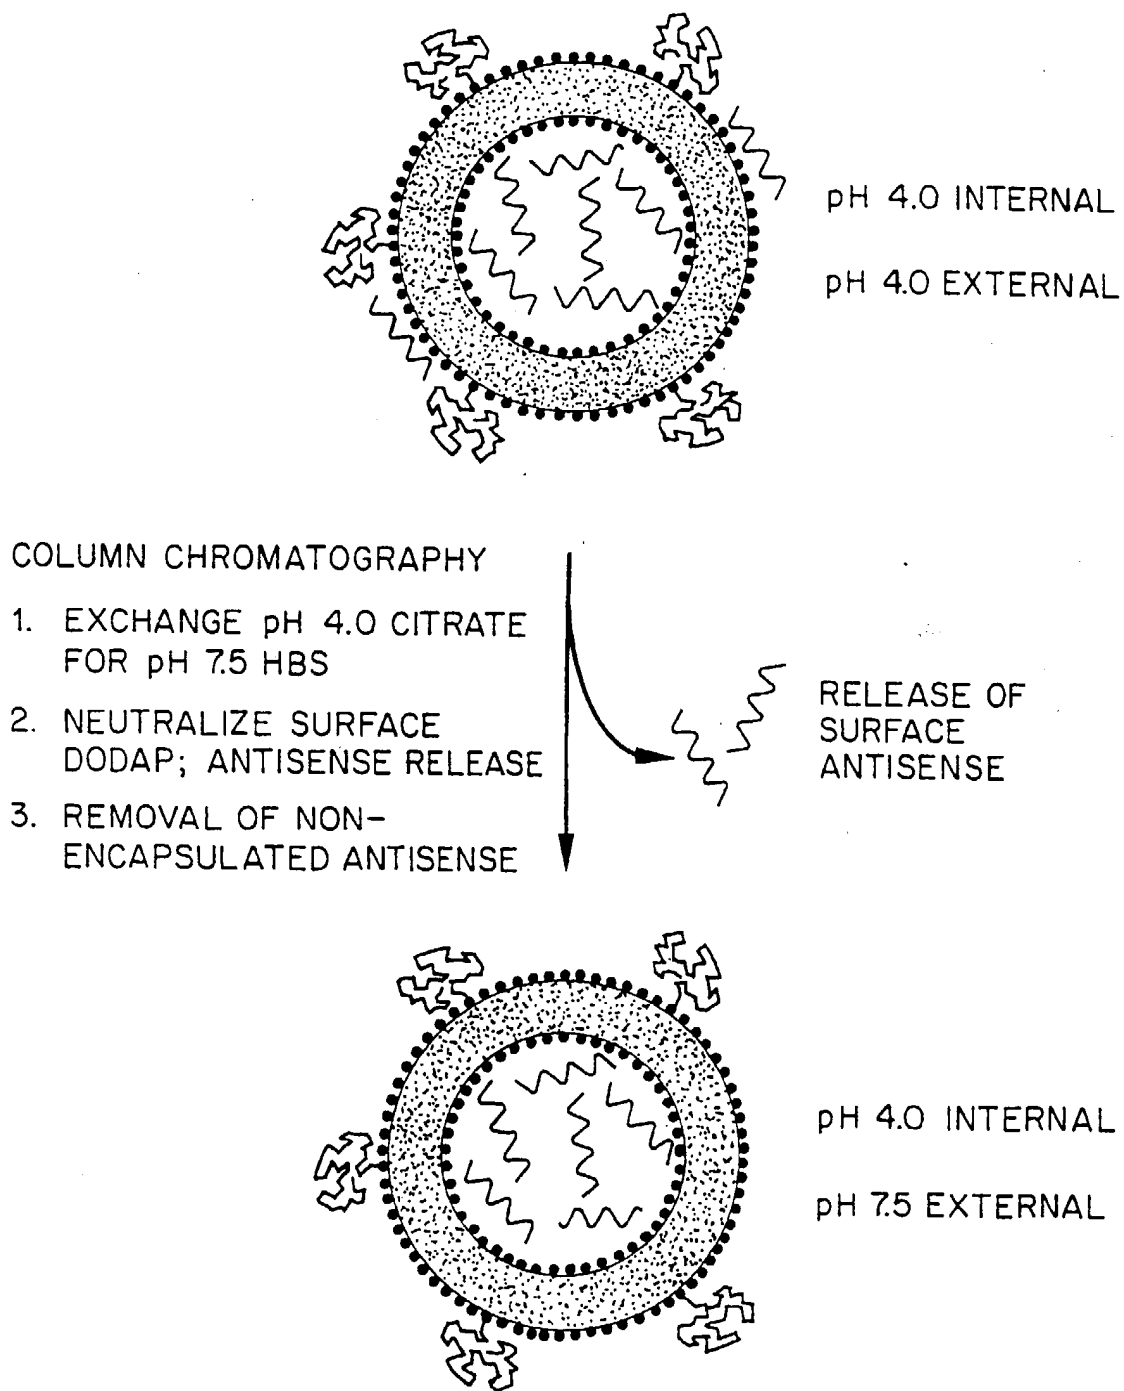 pH 4.0 INTERNAL
pH 4.0 EXTERNAL
COLUMN CHROMATOGRAPHY
1. EXCHANGE pH 4.0 CITRATE
FOR pH 7.5 HBS
2. NEUTRALIZE SURFACE
DODAP; ANTISENSE RELEASE
3. REMOVAL OF NON-
ENCAPSULATED ANTISENSE
RELEASE OF
SURFACE
ANTISENSE
pH 4.0 INTERNAL
pH 7.5 EXTERNAL